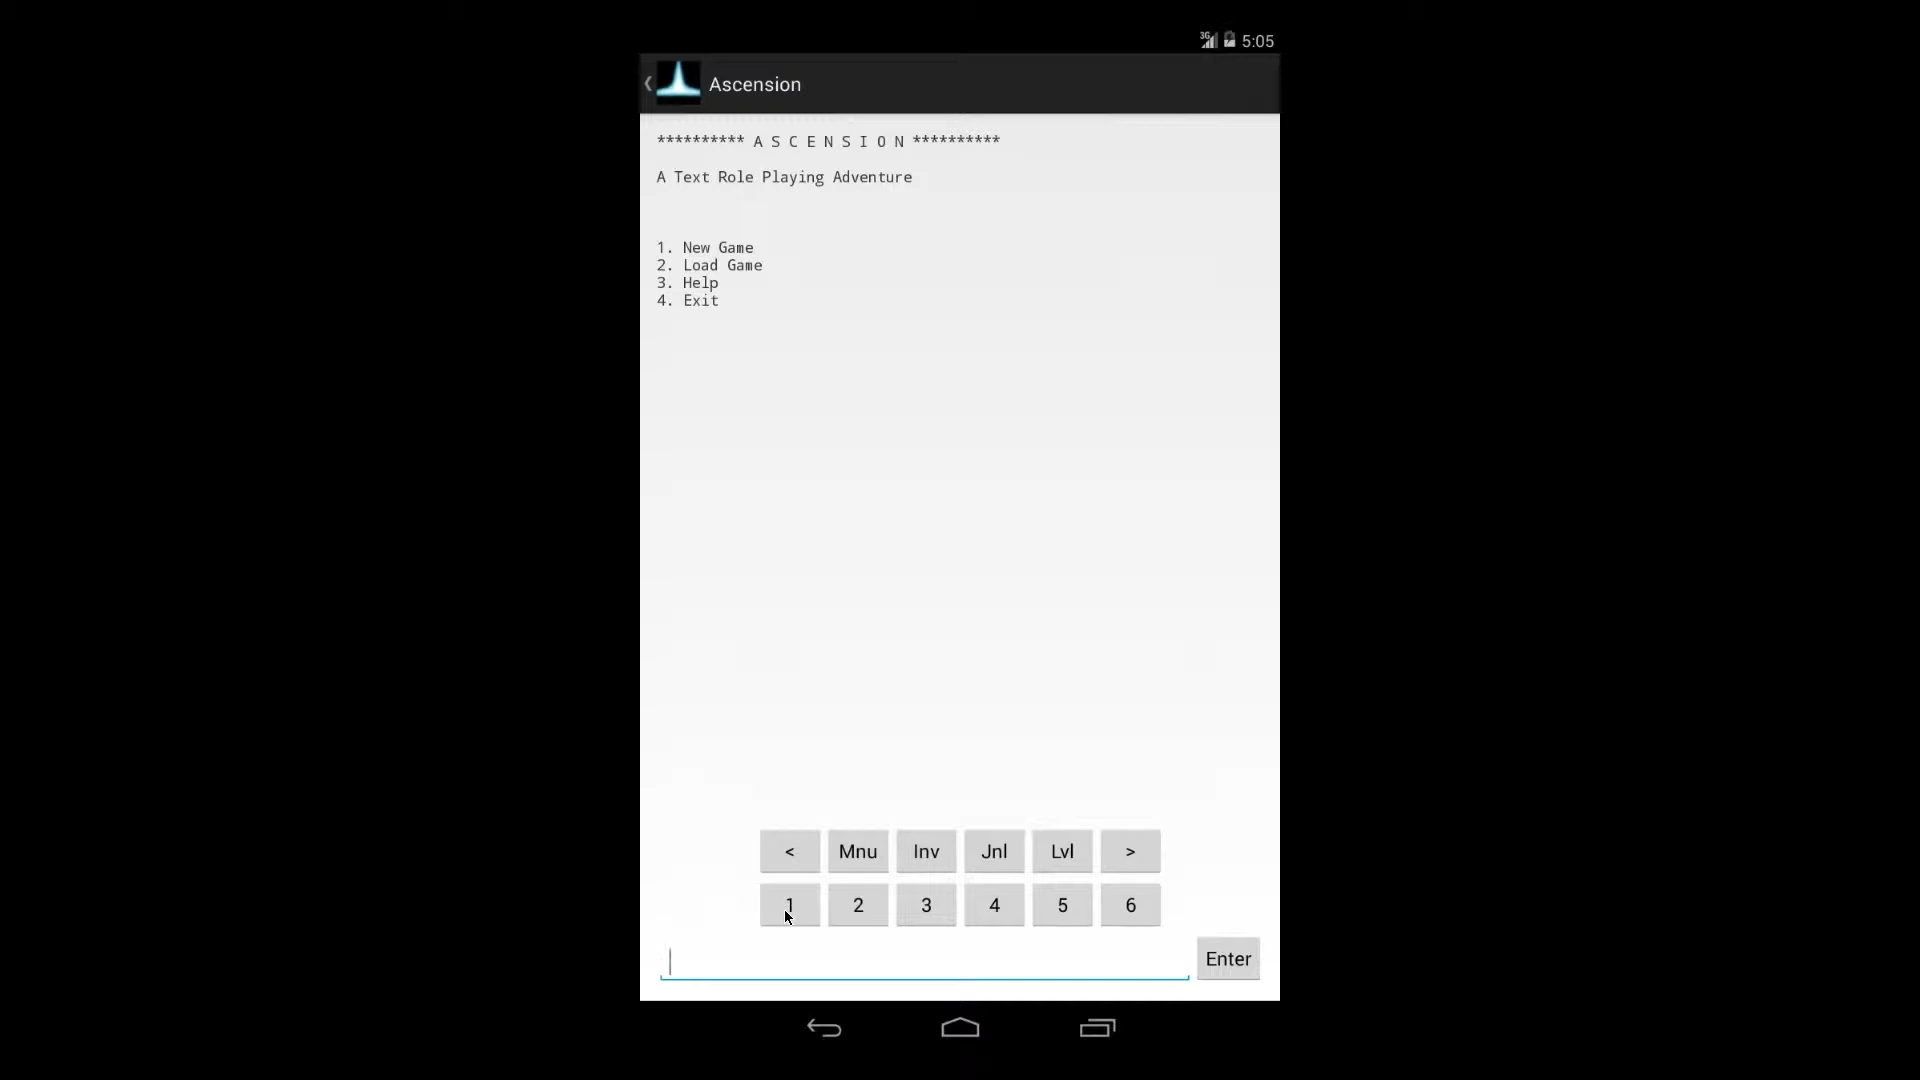 3G 5:05
Ascension
********** A S C E N S I O N **********
A Text Role Playing Adventure
1. New Game
2. Load Game
3. Help
4. Exit
< Mnu Inv Jnl Lvl >
1 2 3 4 5 6
Enter